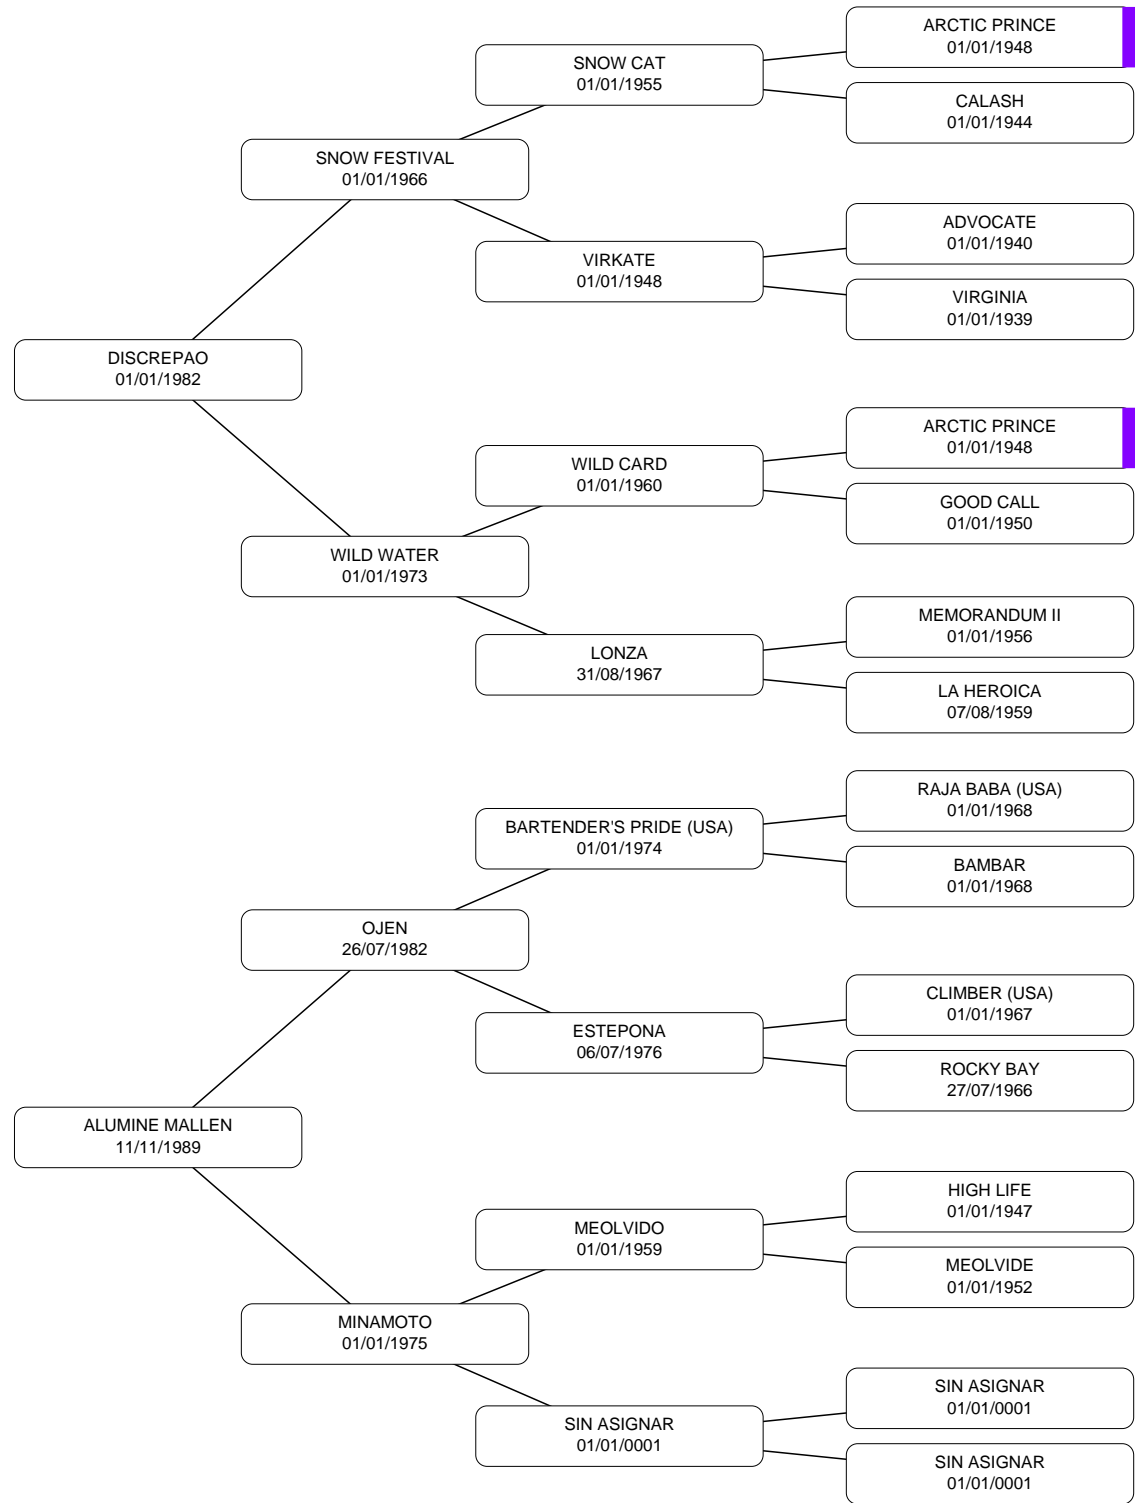 ARCTIC PRINCE
01/01/1948
SNOW CAT
01/01/1955
CALASH
01/01/1944
SNOW FESTIVAL
01/01/1966
ADVOCATE
01/01/1940
VIRKATE
01/01/1948
VIRGINIA
01/01/1939
DISCREPAO
01/01/1982
ARCTIC PRINCE
01/01/1948
WILD CARD
01/01/1960
GOOD CALL
01/01/1950
WILD WATER
01/01/1973
MEMORANDUM II
01/01/1956
LONZA
31/08/1967
LA HEROICA
07/08/1959
RAJA BABA (USA)
01/01/1968
BARTENDER'S PRIDE (USA)
01/01/1974
BAMBAR
01/01/1968
OJEN
26/07/1982
CLIMBER (USA)
01/01/1967
ESTEPONA
06/07/1976
ROCKY BAY
27/07/1966
ALUMINE MALLEN
11/11/1989
HIGH LIFE
01/01/1947
MEOLVIDO
01/01/1959
MEOLVIDE
01/01/1952
MINAMOTO
01/01/1975
SIN ASIGNAR
01/01/0001
SIN ASIGNAR
01/01/0001
SIN ASIGNAR
01/01/0001